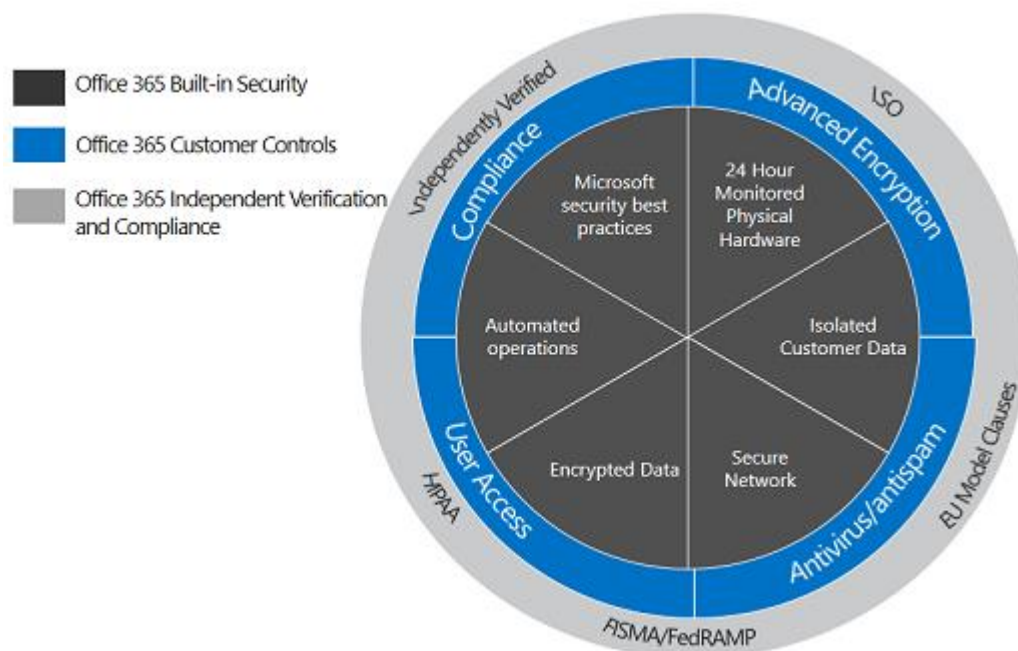 Office 365 Built-in Security
Office 365 Customer Controls
Office 365 Independent Verification
and Compliance
Independently Verified
ISO
EU Model Clauses
FISMA/FedRAMP
HIPAA
Compliance
Advanced Encryption
Antivirus/antispam
User Access
Microsoft
security best
practices
24 Hour
Monitored
Physical
Hardware
Isolated
Customer Data
Secure
Network
Encrypted Data
Automated
operations